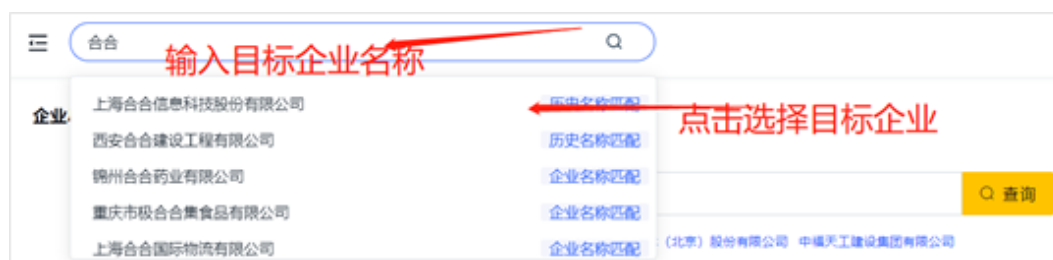 合合
输入目标企业名称
企业
上海合合信息科技股份有限公司 历史名称匹配
点击选择目标企业
西安合合建设工程有限公司 历史名称匹配
锦州合合药业有限公司 企业名称匹配
查询
重庆市极合合集食品有限公司 企业名称匹配
上海合合国际物流有限公司 企业名称匹配
（北京）股份有限公司 中福天工建设集团有限公司